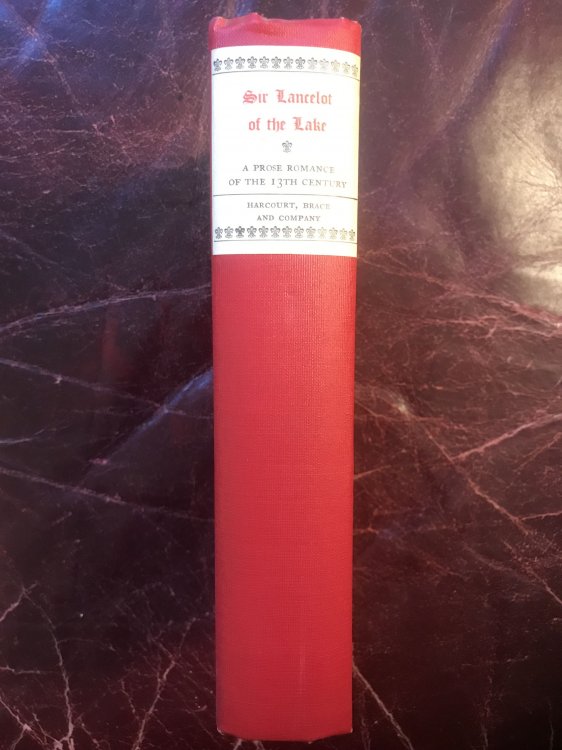 Sir Lancelot
of the Lake
A PROSE ROMANCE
OF THE 13TH CENTURY
HARCOURT, BRACE
AND COMPANY